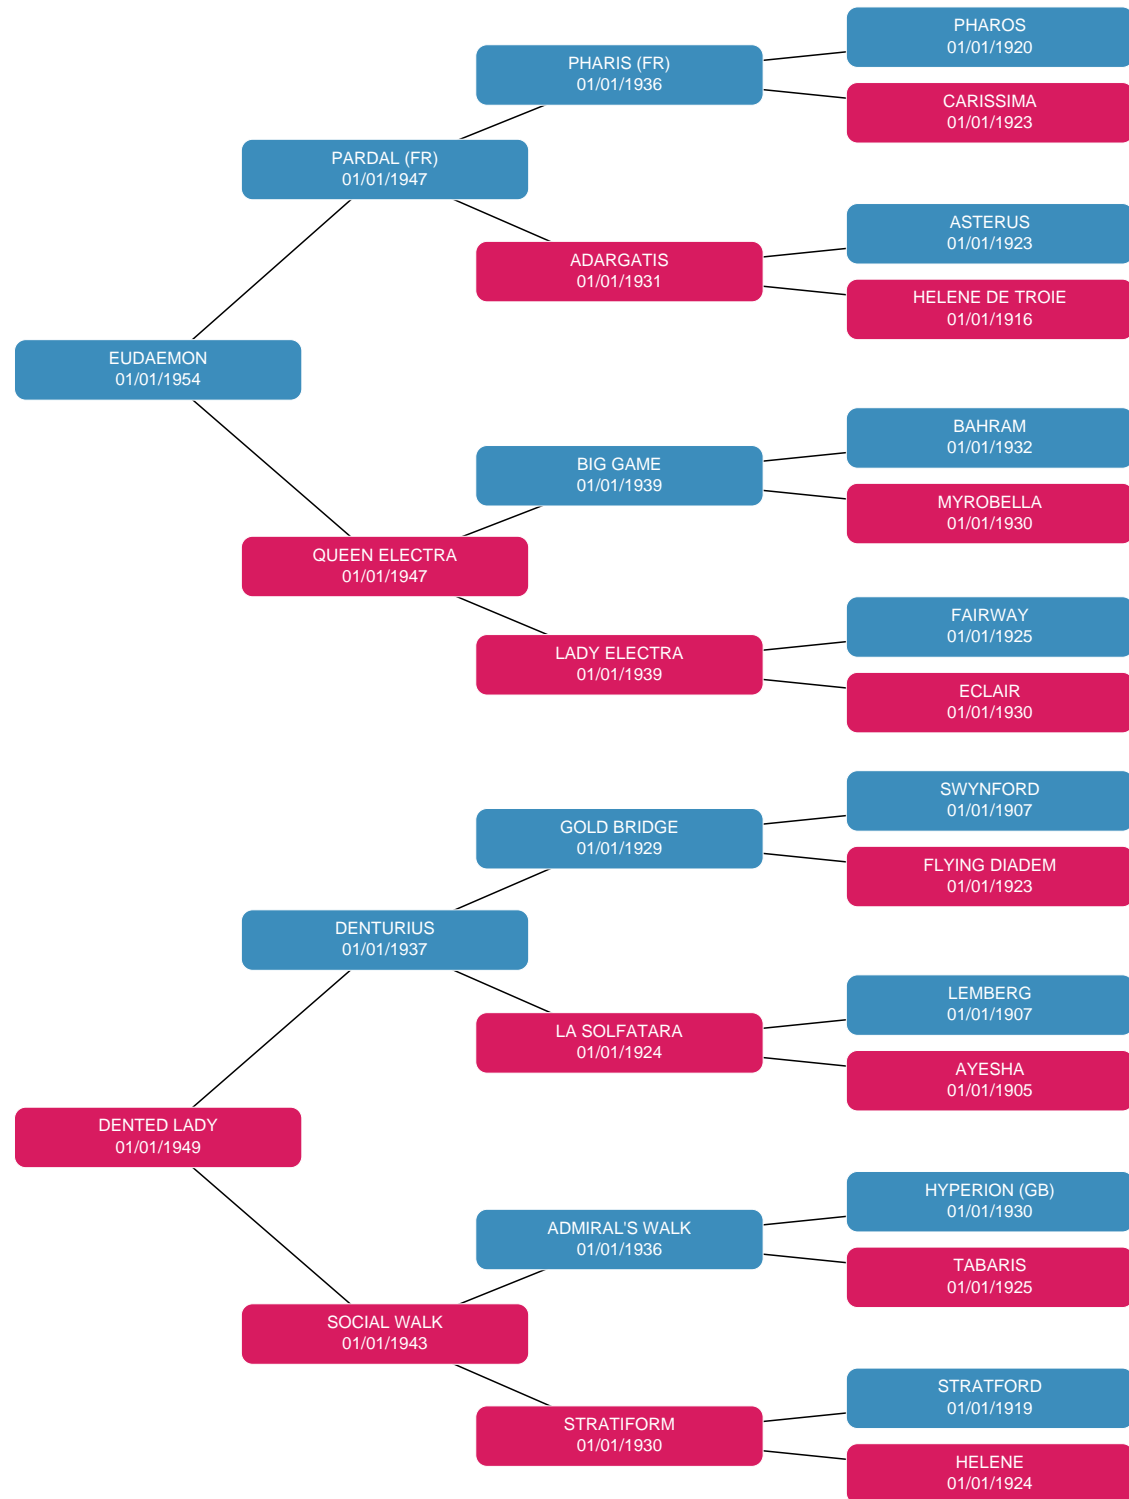 PHAROS
01/01/1920
PHARIS (FR)
01/01/1936
CARISSIMA
01/01/1923
PARDAL (FR)
01/01/1947
ASTERUS
01/01/1923
ADARGATIS
01/01/1931
HELENE DE TROIE
01/01/1916
EUDAEMON
01/01/1954
BAHRAM
01/01/1932
BIG GAME
01/01/1939
MYROBELLA
01/01/1930
QUEEN ELECTRA
01/01/1947
FAIRWAY
01/01/1925
LADY ELECTRA
01/01/1939
ECLAIR
01/01/1930
SWYNFORD
01/01/1907
GOLD BRIDGE
01/01/1929
FLYING DIADEM
01/01/1923
DENTURIUS
01/01/1937
LEMBERG
01/01/1907
LA SOLFATARA
01/01/1924
AYESHA
01/01/1905
DENTED LADY
01/01/1949
HYPERION (GB)
01/01/1930
ADMIRAL'S WALK
01/01/1936
TABARIS
01/01/1925
SOCIAL WALK
01/01/1943
STRATFORD
01/01/1919
STRATIFORM
01/01/1930
HELENE
01/01/1924